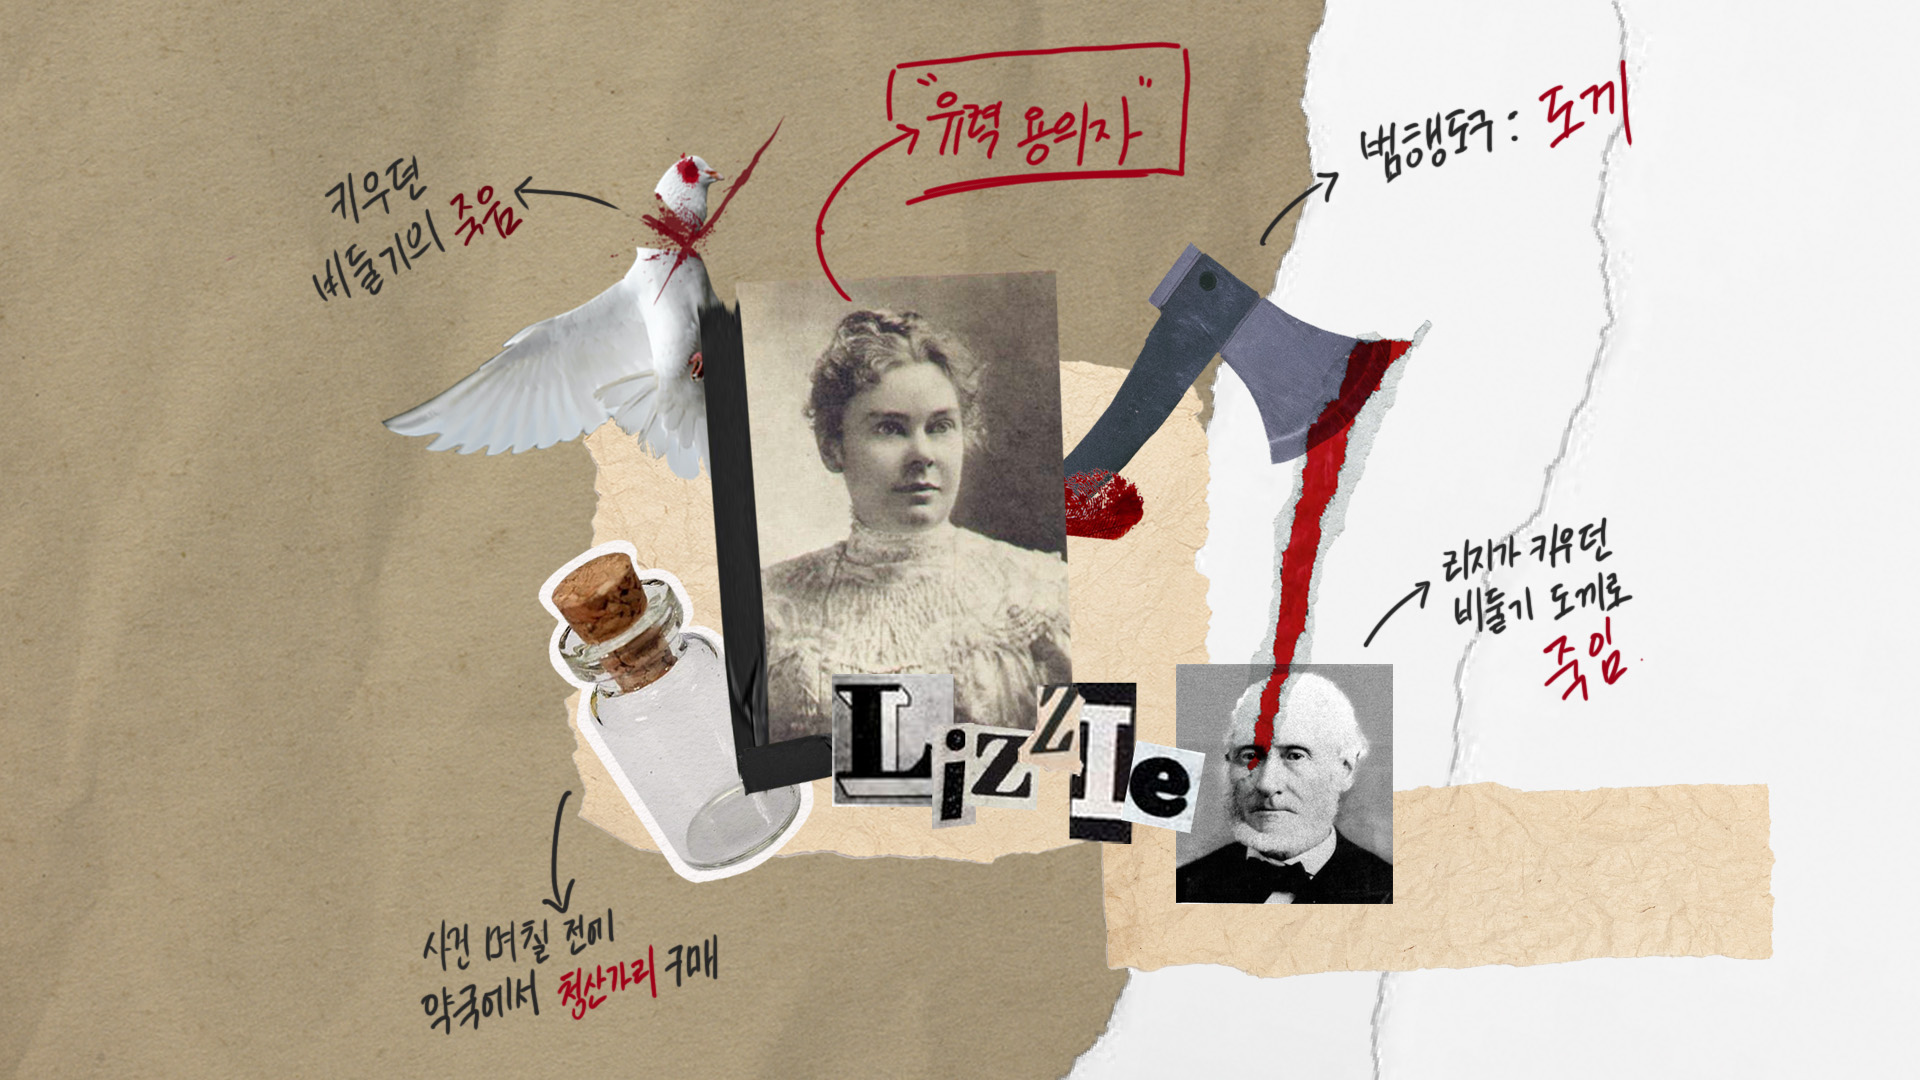 "유력 용의자"
범행도구: 도끼
키우던
비둘기의 죽음
리지가 키우던
비둘기 도끼로
죽임.
LizzIe
사건 며칠 전에
약국에서 청산가리 구매